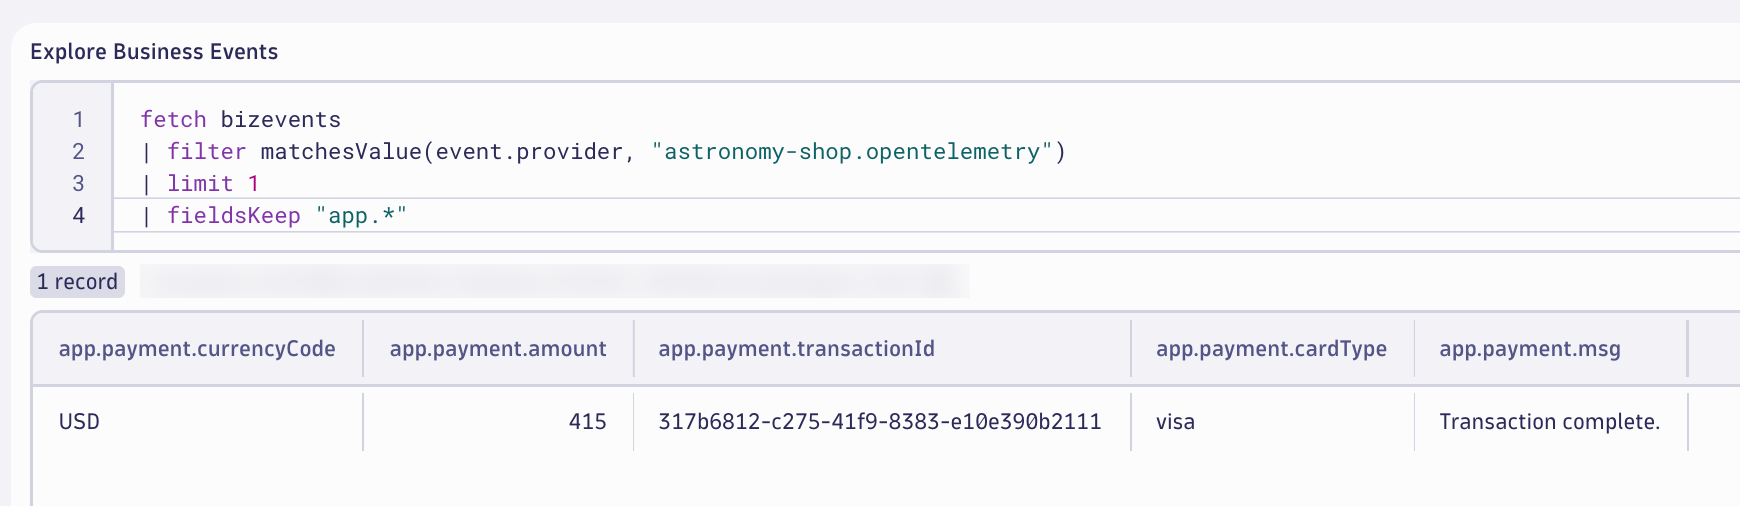 Explore Business Events
1 fetch bizevents
2 | filter matchesValue(event.provider, "astronomy-shop.opentelemetry")
3 | limit 1
4 | fieldsKeep "app.*"
1 record
app.payment.currencyCode app.payment.amount app.payment.transactionId app.payment.cardType app.payment.msg
USD 415 317b6812-c275-41f9-8383-e10e390b2111 visa Transaction complete.